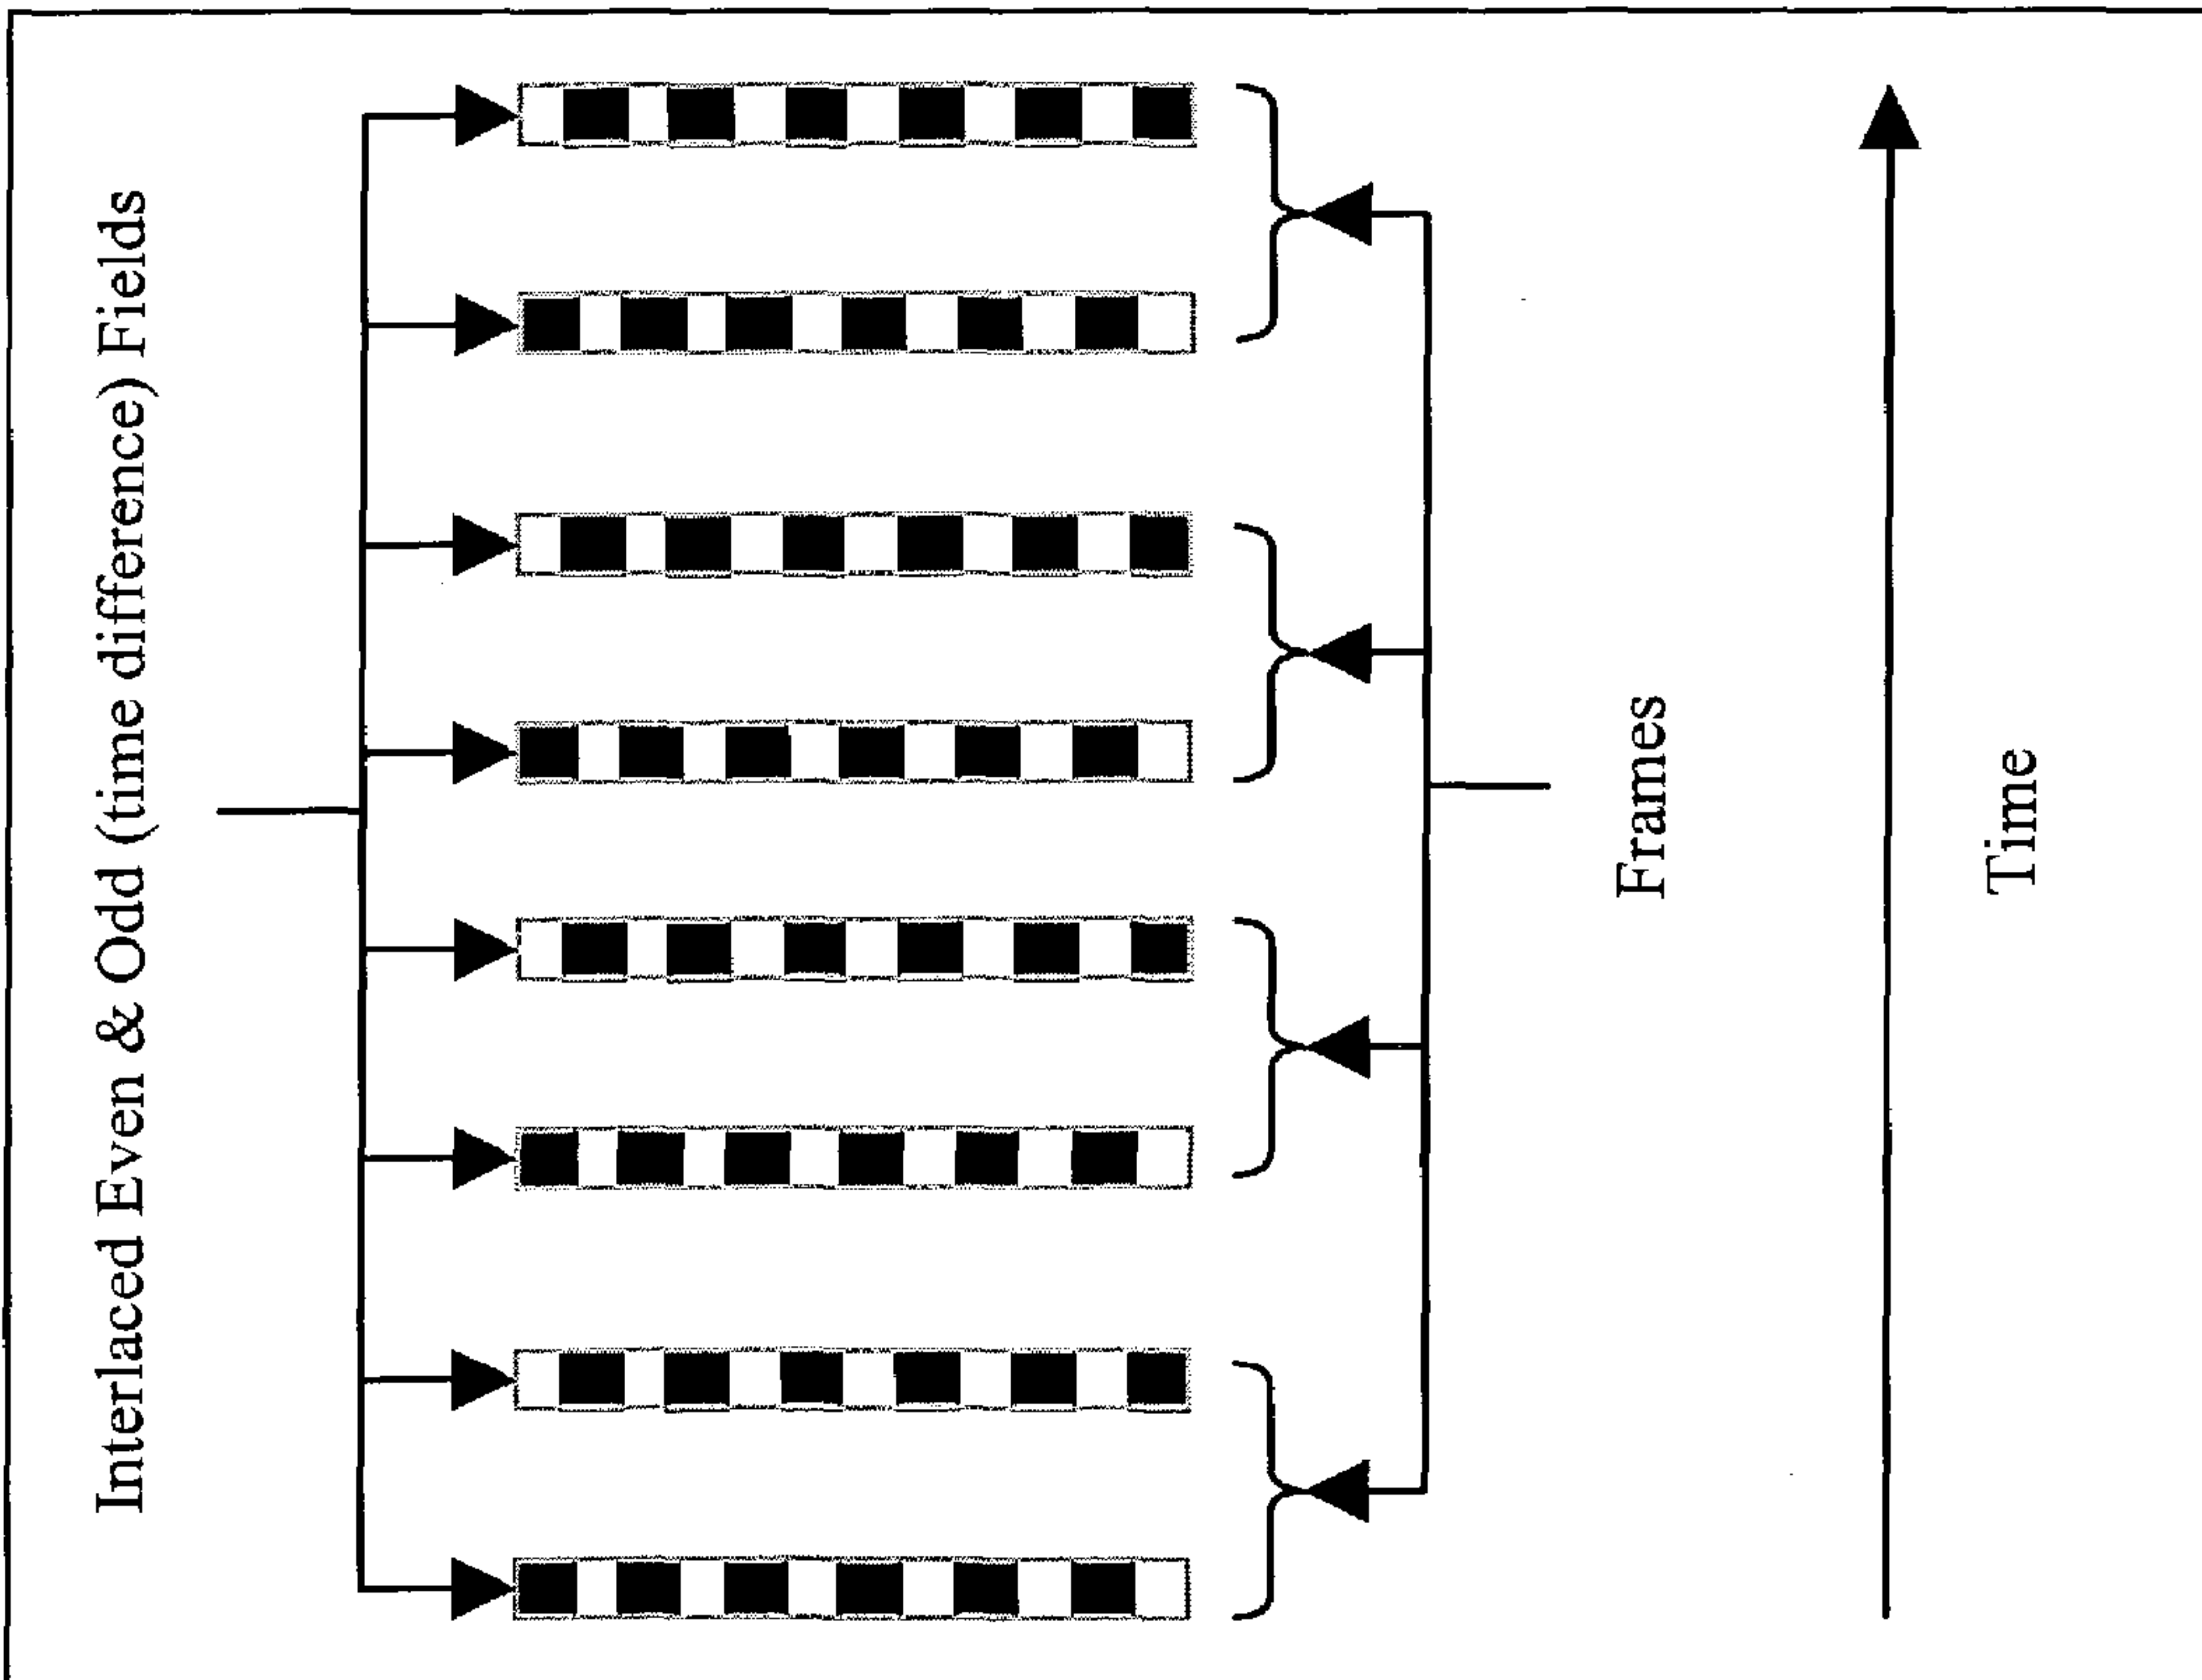 Interlaced Even & Odd (time difference) Fields
Frames
Time